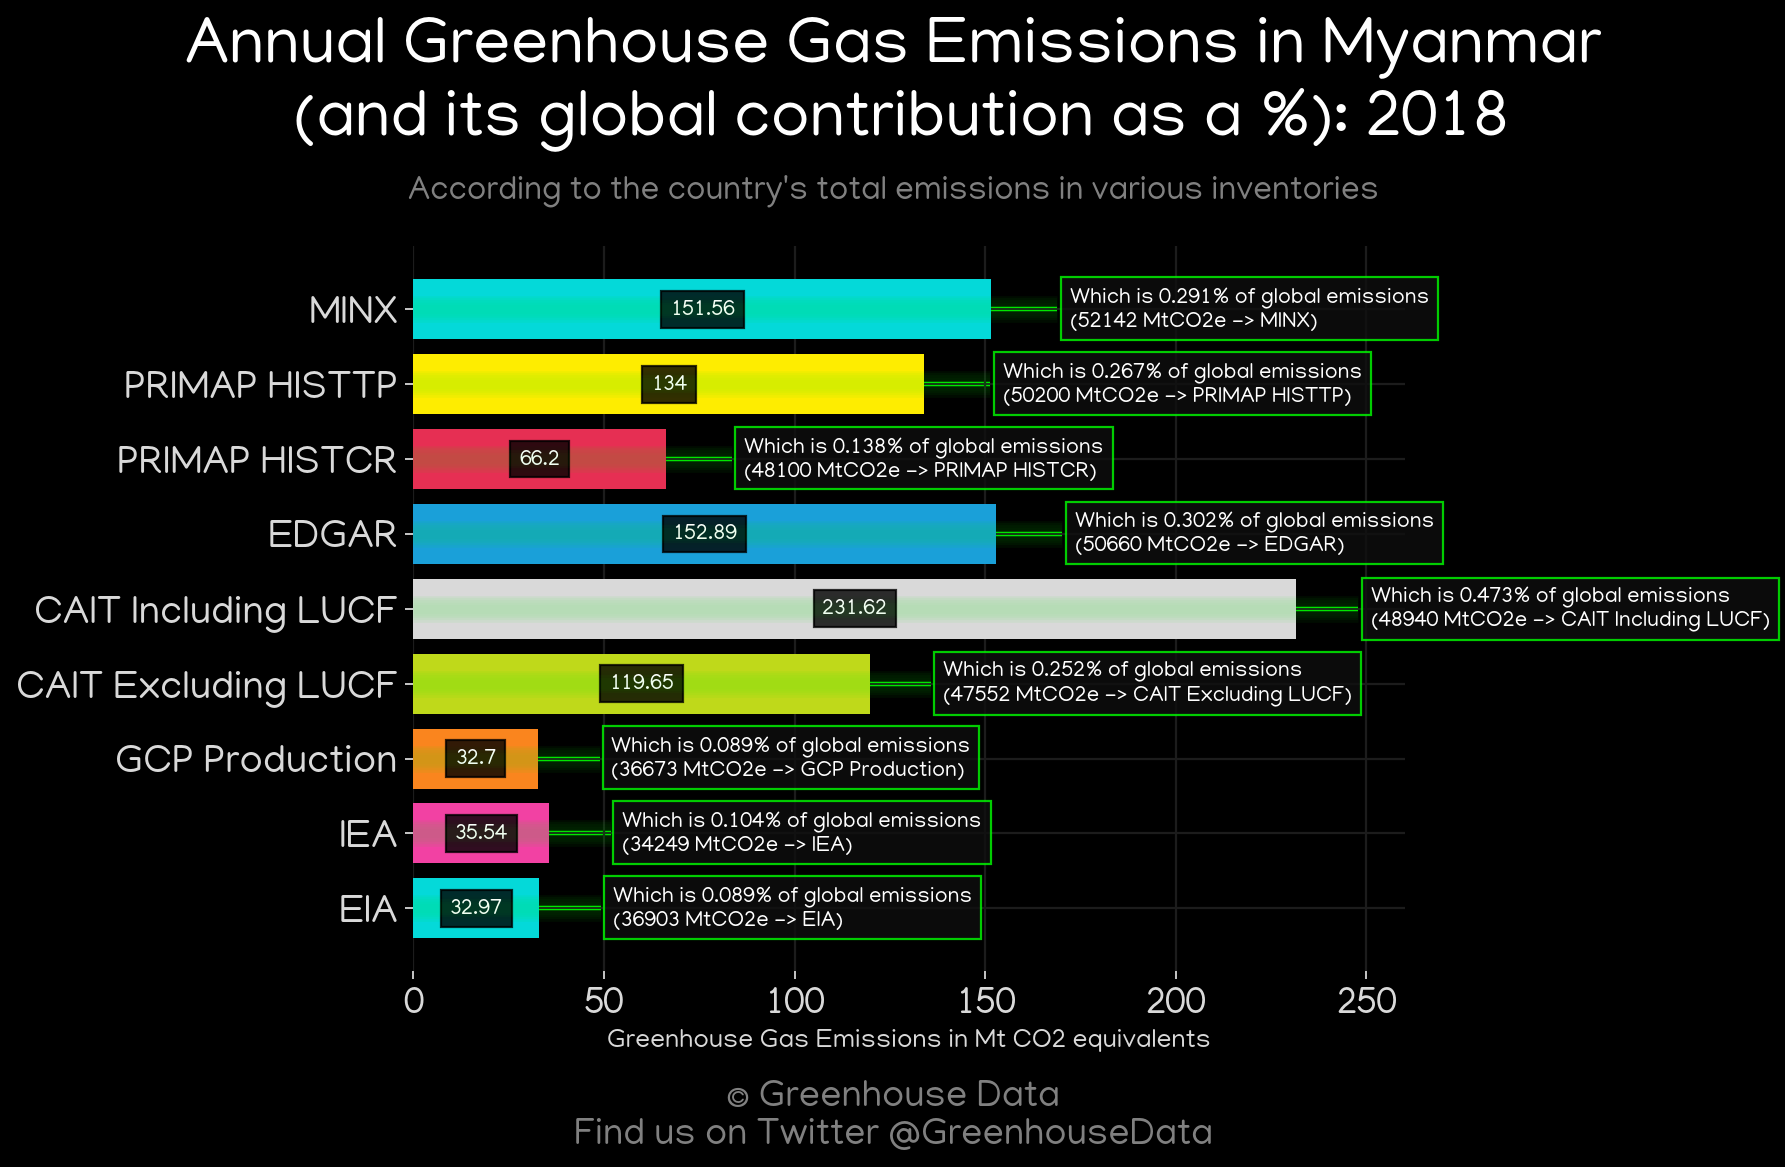 Annual Greenhouse Gas Emissions in Myanmar
(and its global contribution as a %): 2018
According to the country's total emissions in various inventories
MINX
151.56
Which is 0.291% of global emissions
(52142 MtCO2e -> MINX)
PRIMAP HISTTP
134
Which is 0.267% of global emissions
(50200 MtCO2e -> PRIMAP HISTTP)
PRIMAP HISTCR
66.2
Which is 0.138% of global emissions
(48100 MtCO2e -> PRIMAP HISTCR)
EDGAR
152.89
Which is 0.302% of global emissions
(50660 MtCO2e -> EDGAR)
CAIT Including LUCF
231.62
Which is 0.473% of global emissions
(48940 MtCO2e -> CAIT Including LUCF)
CAIT Excluding LUCF
119.65
Which is 0.252% of global emissions
(47552 MtCO2e -> CAIT Excluding LUCF)
GCP Production
32.7
Which is 0.089% of global emissions
(36673 MtCO2e -> GCP Production)
IEA
35.54
Which is 0.104% of global emissions
(34249 MtCO2e -> IEA)
EIA
32.97
Which is 0.089% of global emissions
(36903 MtCO2e -> EIA)
0 50 100 150 200 250
Greenhouse Gas Emissions in Mt CO2 equivalents
© Greenhouse Data
Find us on Twitter @GreenhouseData